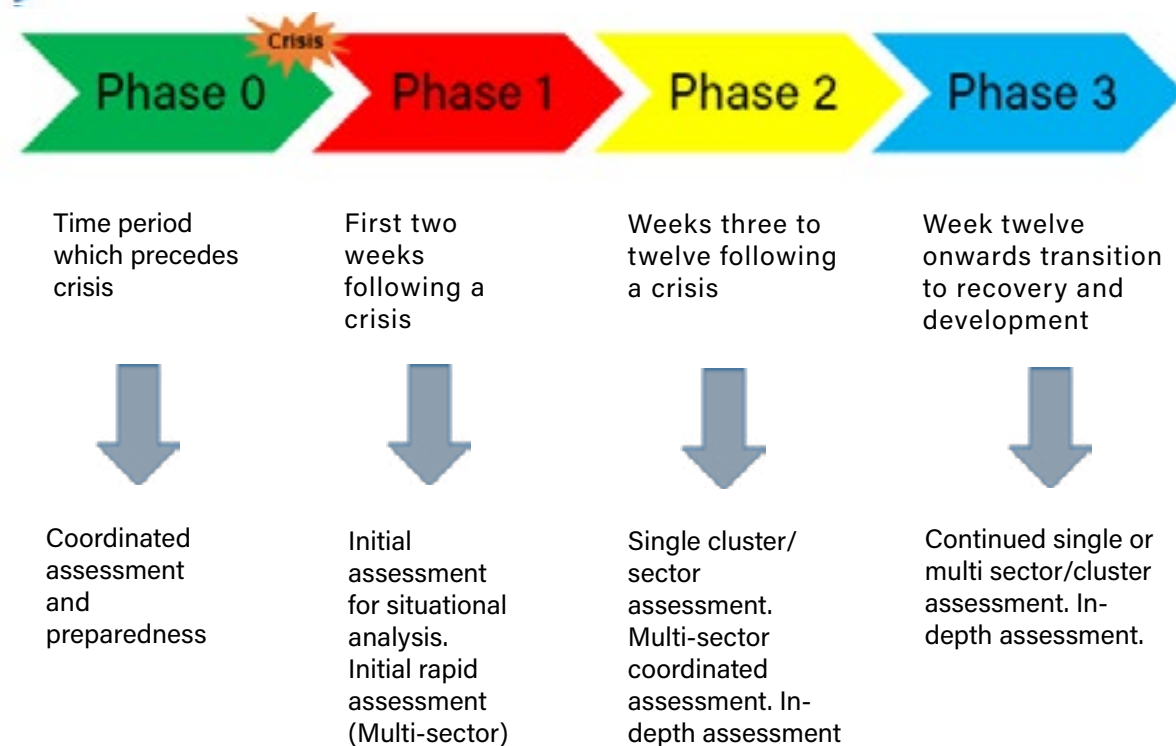 Crisis
Phase 0
Phase 1
Phase 2
Phase 3
Time period
which precedes
crisis
First two
weeks
following a
crisis
Weeks three to
twelve following
a crisis
Week twelve
onwards transition
to recovery and
development
Coordinated
assessment
and
preparedness
Initial
assessment
for situational
analysis.
Initial rapid
assessment
(Multi-sector)
Single cluster/
sector
assessment.
Multi-sector
coordinated
assessment. In-
depth assessment
Continued single or
multi sector/cluster
assessment. In-
depth assessment.